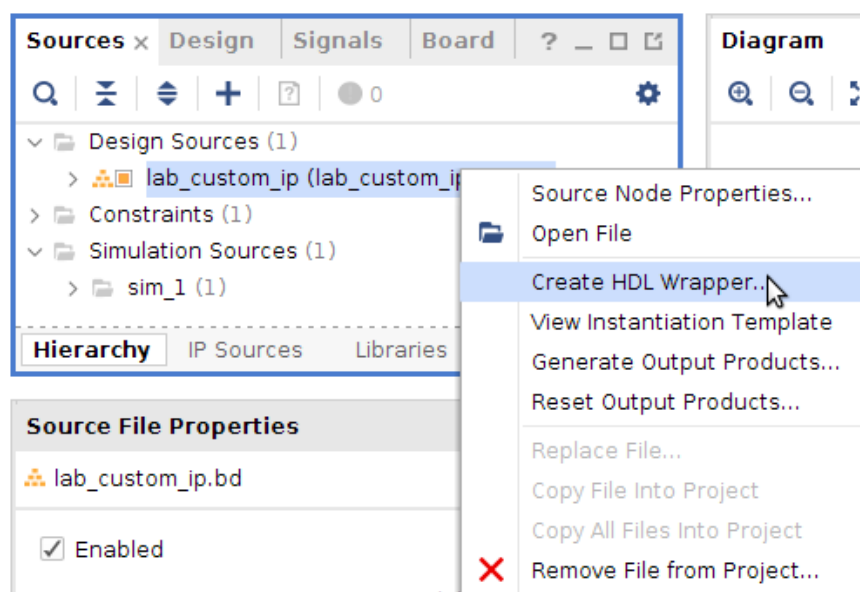 Sources × Design Signals Board ? _
0
Design Sources (1)
lab_custom_ip (lab_custom_ip
Constraints (1)
Simulation Sources (1)
sim_1 (1)
Hierarchy IP Sources Libraries
Source File Properties
lab_custom_ip.bd
Enabled
Diagram
Source Node Properties...
Open File
Create HDL Wrapper..
View Instantiation Template
Generate Output Products...
Reset Output Products...
Replace File...
Copy File Into Project
Copy All Files Into Project
Remove File from Project...